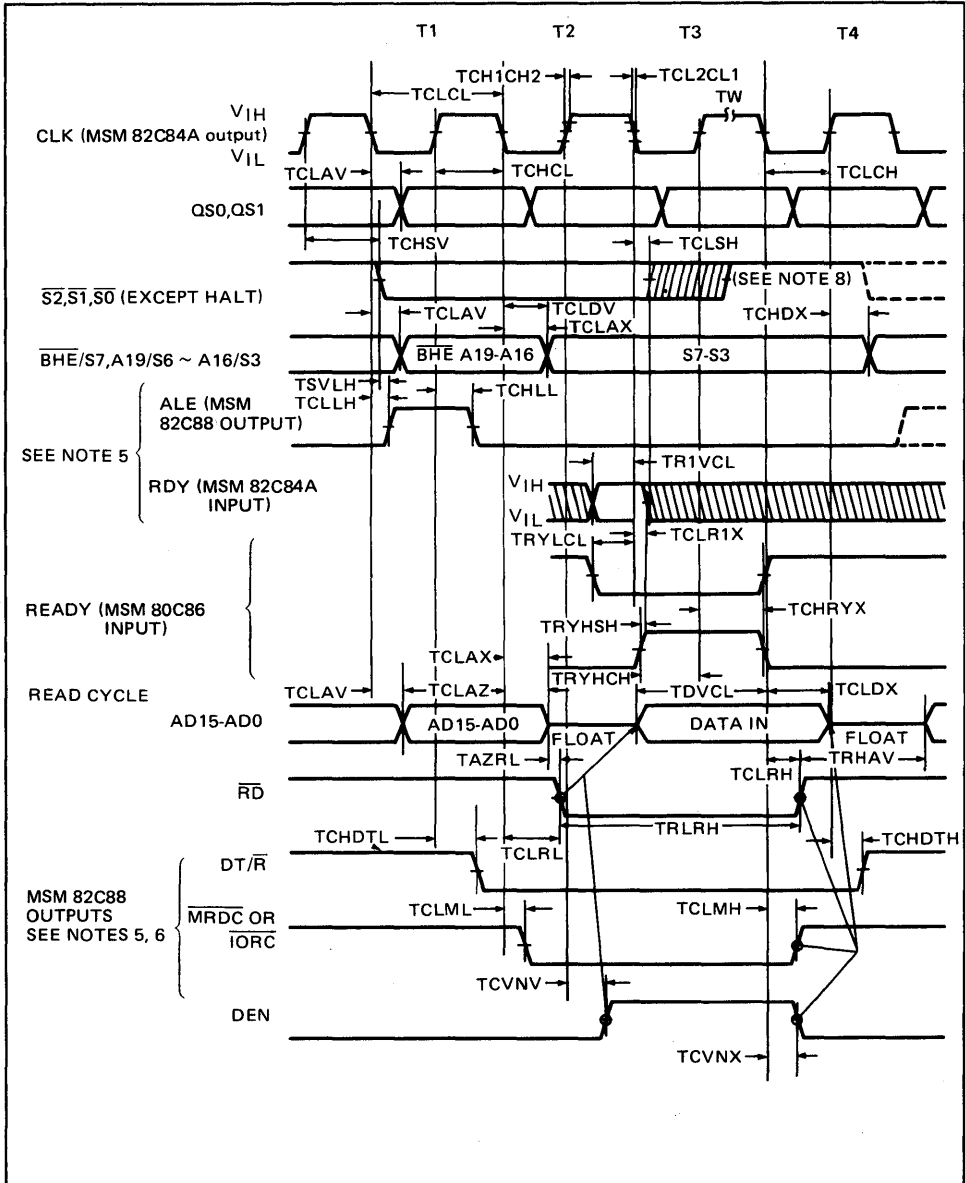 T1 T2 T3 T4
TCH1CH2 TCL2CL1
TCLCL TW
VIH
CLK (MSM 82C84A output)
VIL
TCLAV TCHCL TCLCH
QS0,QS1
TCHSV TCLSH
S2,S1,S0 (EXCEPT HALT) (SEE NOTE 8)
TCLAV TCLDV TCHDX
TCLAX
BHE/S7,A19/S6 ~ A16/S3 BHE A19-A16 S7-S3
TSVLH TCHLL
TCLLH
ALE (MSM
82C88 OUTPUT)
SEE NOTE 5
TR1VCL
RDY (MSM 82C84A
INPUT)
VIH
VIL
TRYLCL TCLR1X
READY (MSM 80C86
INPUT)
TCHRYX
TRYHSH
TCLAX
TRYHCH
READ CYCLE
TCLAV TCLAZ TDVCL TCLDX
AD15-AD0 AD15-AD0 FLOAT DATA IN FLOAT
TAZRL TCLRH TRHAV
RD
TRLRH
TCHDTL TCLRL TCHDTH
DT/R
MSM 82C88
OUTPUTS
SEE NOTES 5, 6
TCLML TCLMH
MRDC OR
IORC
TCVNV
DEN
TCVNX